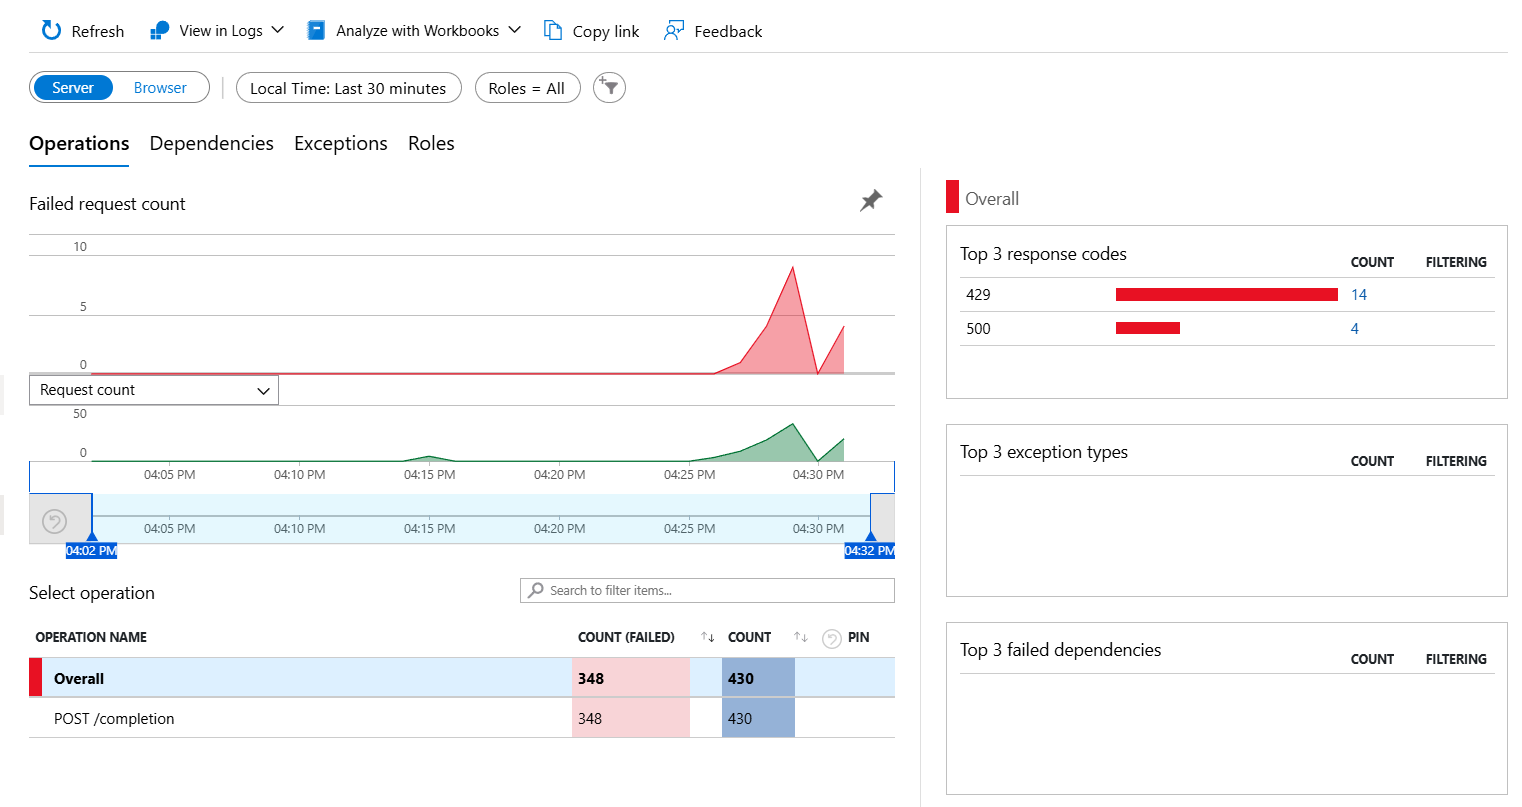 Refresh View in Logs Analyze with Workbooks Copy link Feedback
Server Browser Local Time: Last 30 minutes Roles = All
Operations Dependencies Exceptions Roles
Failed request count
10
5
0
Request count
50
0
04:05 PM 04:10 PM 04:15 PM 04:20 PM 04:25 PM 04:30 PM
04:05 PM 04:10 PM 04:15 PM 04:20 PM 04:25 PM 04:30 PM
04:02 PM 04:32 PM
Select operation Search to filter items...
OPERATION NAME COUNT (FAILED) COUNT PIN
Overall 348 430
POST /completion 348 430
Overall
Top 3 response codes COUNT FILTERING
429 14
500 4
Top 3 exception types COUNT FILTERING
Top 3 failed dependencies COUNT FILTERING